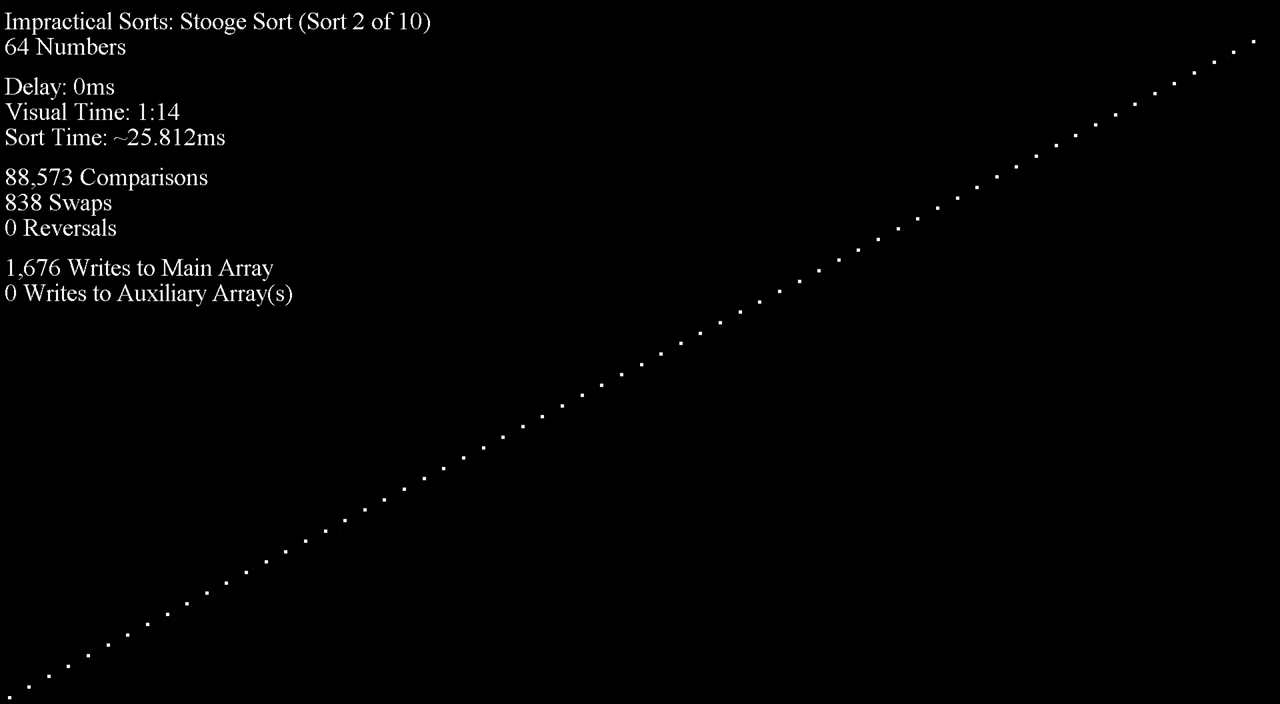 Impractical Sorts: Stooge Sort (Sort 2 of 10)
64 Numbers
Delay: 0ms
Visual Time: 1:14
Sort Time: ~25.812ms
88,573 Comparisons
838 Swaps
0 Reversals
1,676 Writes to Main Array
0 Writes to Auxiliary Array(s)